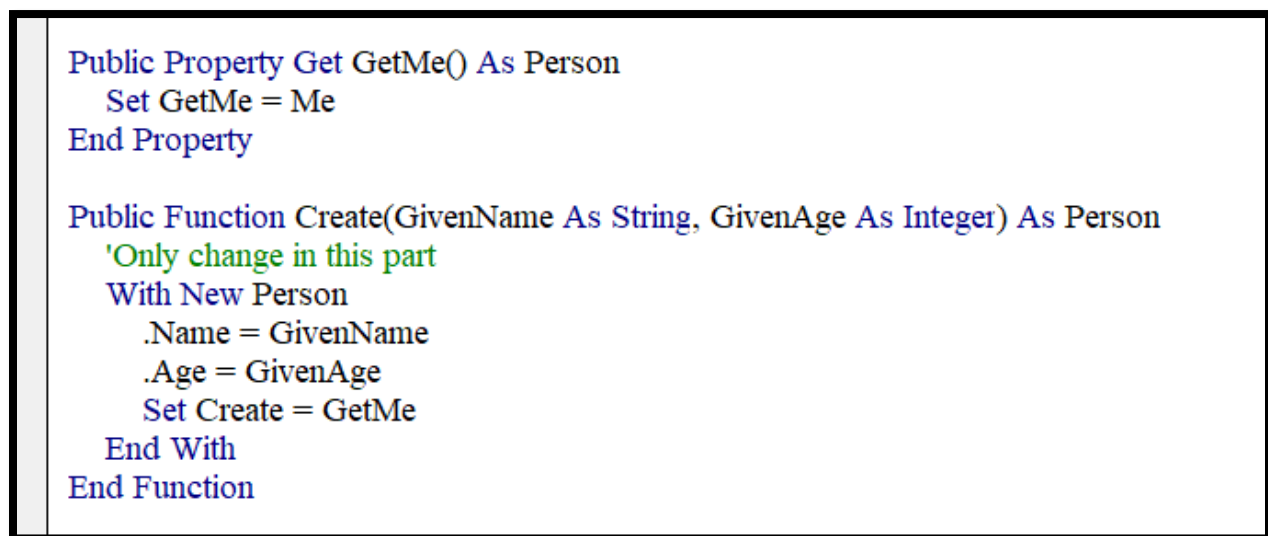 Public Property Get GetMe() As Person
Set GetMe = Me
End Property
Public Function Create(GivenName As String, GivenAge As Integer) As Person
'Only change in this part
With New Person
.Name = GivenName
.Age = GivenAge
Set Create = GetMe
End With
End Function